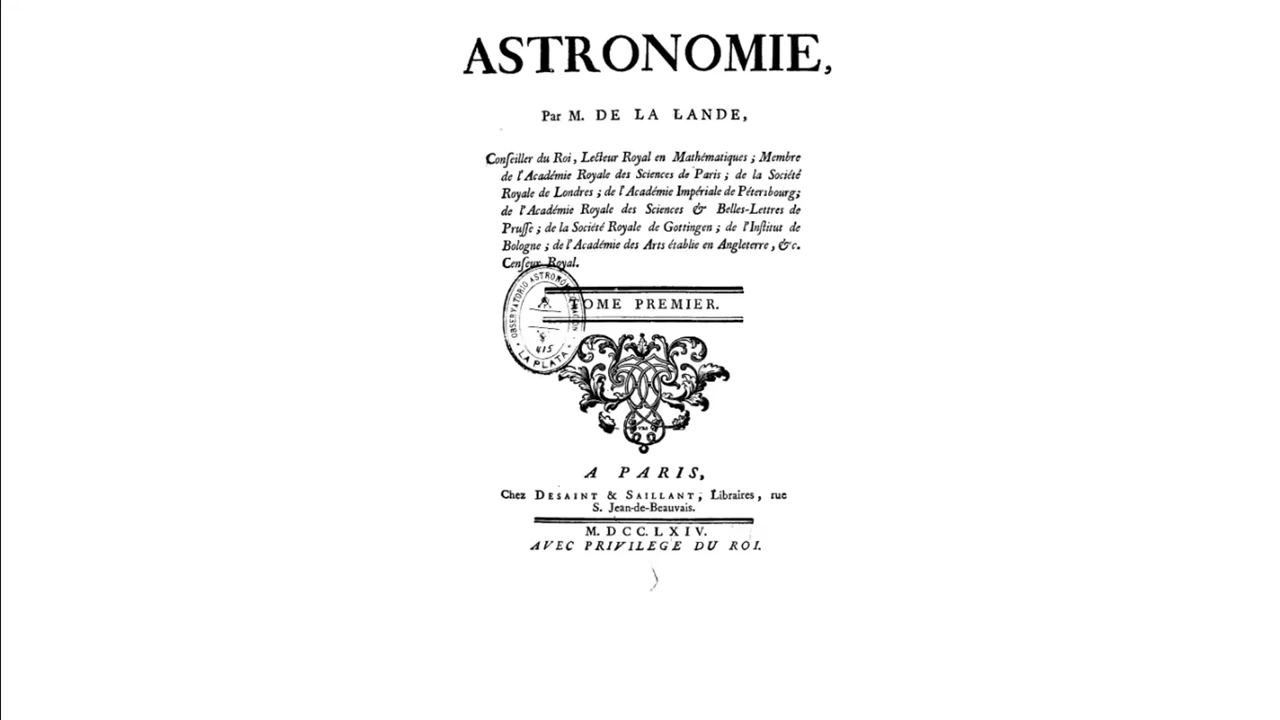 ASTRONOMIE,
Par M. DE LA LANDE,
Conſeiller du Roi, Lecteur Royal en Mathématiques ; Membre
de l'Académie Royale des Sciences de Paris ; de la Société
Royale de Londres ; de l'Académie Impériale de Pétersbourg ;
de l'Académie Royale des Sciences & Belles-Lettres de
Pruſſe ; de la Société Royale de Gottingen ; de l'Inſtitut de
Bologne ; de l'Académie des Arts établie en Angleterre, &c.
Cenſeur Royal.
OBSERVATORIO ASTRONOM
415
LA PLATA
TOME PREMIER.
A PARIS,
Chez DESAINT & SAILLANT, Libraires, rue
S. Jean-de-Beauvais.
M. DCC. LXIV.
AVEC PRIVILEGE DU ROI.